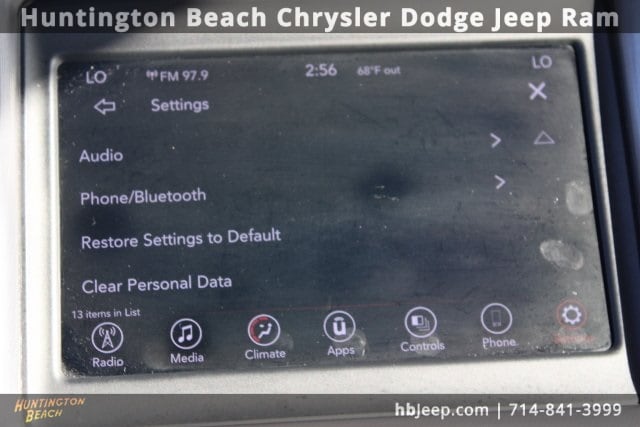 Huntington Beach Chrysler Dodge Jeep Ram
LO FM 97.9 2:56 68°F out LO
Settings
Audio
Phone/Bluetooth
Restore Settings to Default
Clear Personal Data
13 items in List
Radio Media Climate Apps Controls Phone
HUNTINGTON
BEACH
hbjeep.com | 714-841-3999